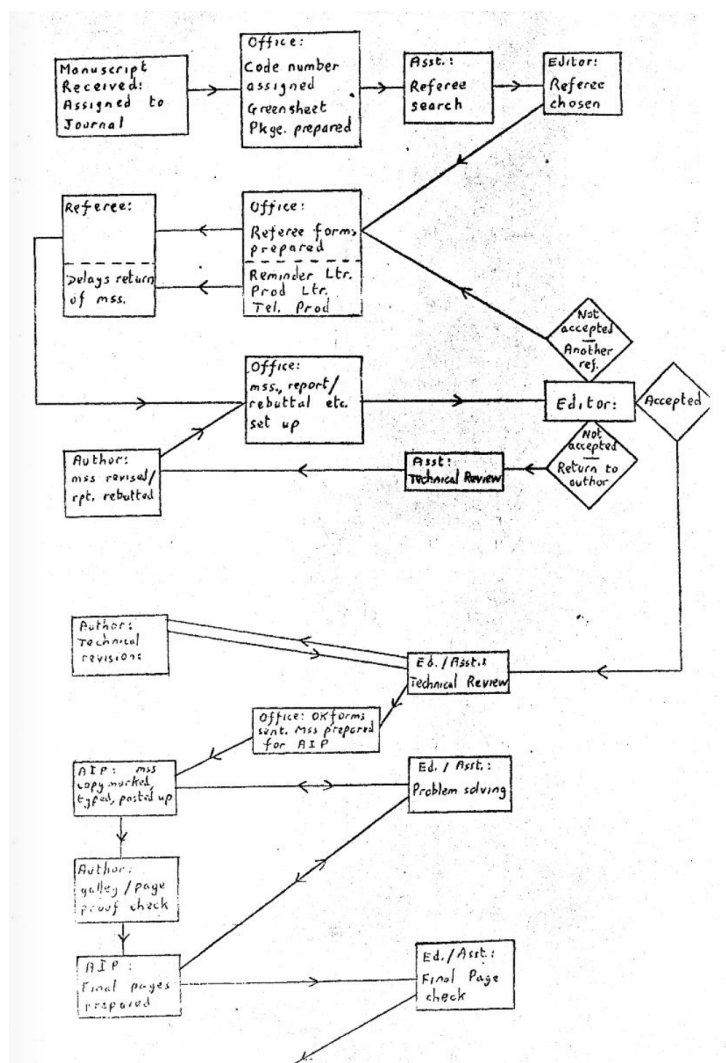 Manuscript
Received:
Assigned to
Journal
Office:
Code number
assigned
Greensheet
Pkge. prepared
Asst.:
Referee
search
Editor:
Referee
chosen
Referee:
Delays return
of mss.
Office:
Referee forms
prepared
Reminder Ltr.
Prod Ltr.
Tel. Prod
Not
accepted
Another
ref.
Office:
mss., report/
rebuttal etc.
set up
Editor:
Accepted
Not
accepted
Return to
author
Asst:
Technical Review
Author:
mss revised/
rpt. rebutted
Author:
Technical
revisions
Ed./Asst.:
Technical Review
Office: OK forms
sent. Mss prepared
for AIP
AIP: mss
copy marked,
typed, pasted up
Ed. / Asst.:
Problem solving
Author:
galley/page
proof check
AIP:
Final pages
prepared
Ed./Asst:
Final Page
check